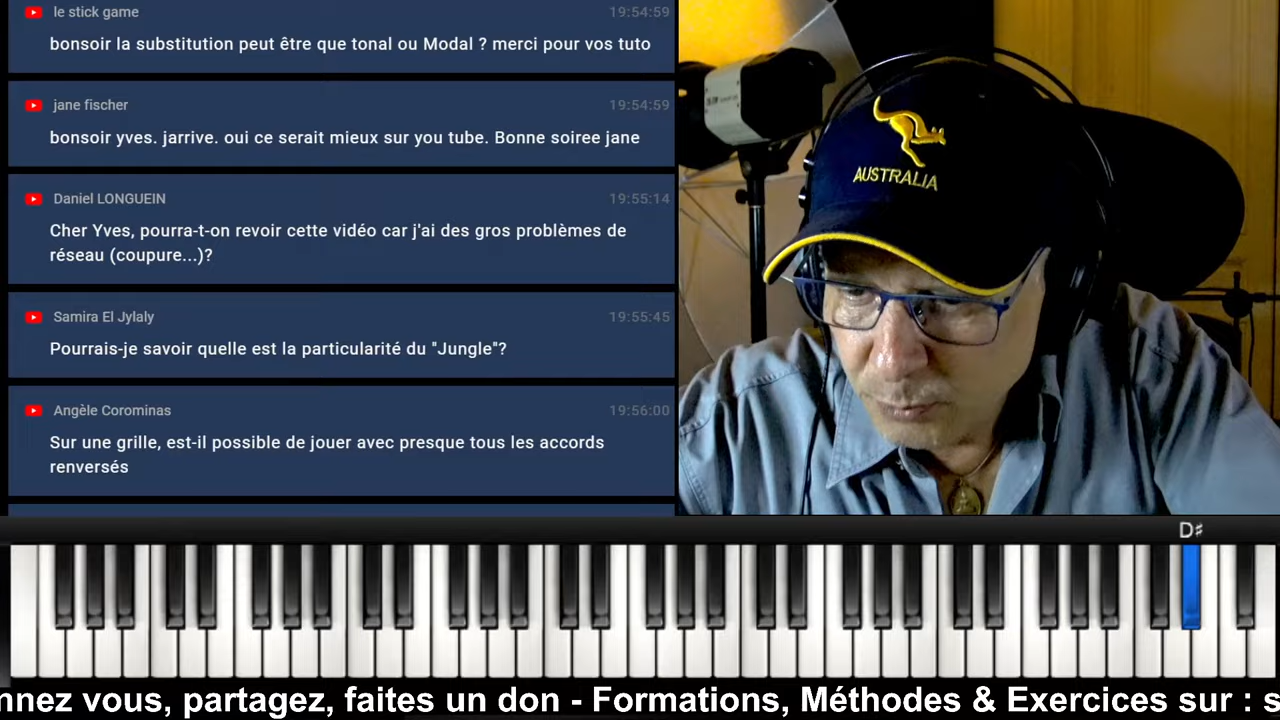 le stick game 19:54:59
bonsoir la substitution peut être que tonal ou Modal ? merci pour vos tuto
jane fischer 19:54:59
bonsoir yves. jarrive. oui ce serait mieux sur you tube. Bonne soiree jane
Daniel LONGUEIN 19:55:14
Cher Yves, pourra-t-on revoir cette vidéo car j'ai des gros problèmes de
réseau (coupure...)?
Samira El Jylaly 19:55:45
Pourrais-je savoir quelle est la particularité du "Jungle"?
Angèle Corominas 19:56:00
Sur une grille, est-il possible de jouer avec presque tous les accords
renversés
AUSTRALIA
D♯
nnez vous, partagez, faites un don - Formations, Méthodes & Exercices sur : s